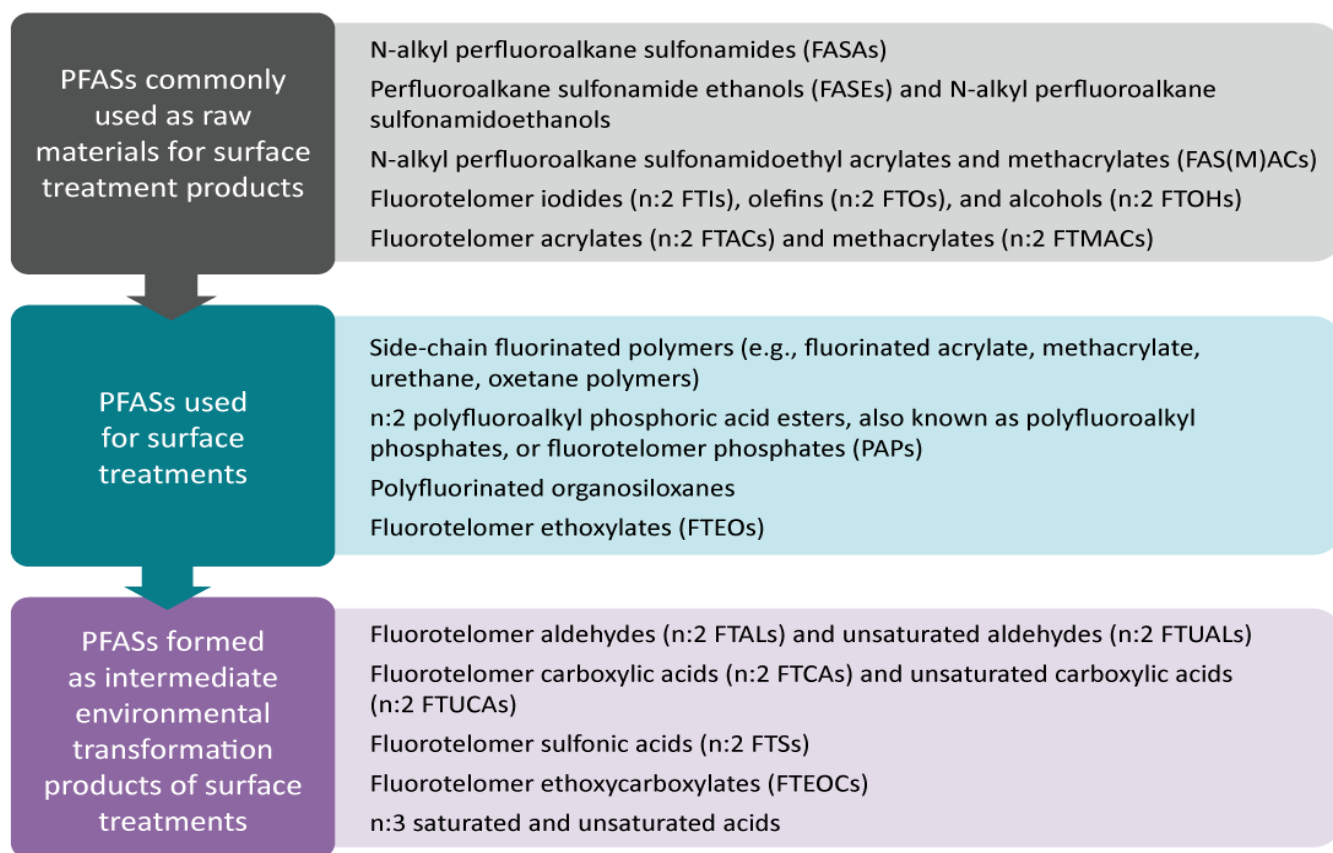 PFASs commonly
used as raw
materials for surface
treatment products
N-alkyl perfluoroalkane sulfonamides (FASAs)
Perfluoroalkane sulfonamide ethanols (FASEs) and N-alkyl perfluoroalkane
sulfonamidoethanols
N-alkyl perfluoroalkane sulfonamidoethyl acrylates and methacrylates (FAS(M)ACs)
Fluorotelomer iodides (n:2 FTIs), olefins (n:2 FTOs), and alcohols (n:2 FTOHs)
Fluorotelomer acrylates (n:2 FTACs) and methacrylates (n:2 FTMACs)
PFASs used
for surface
treatments
Side-chain fluorinated polymers (e.g., fluorinated acrylate, methacrylate,
urethane, oxetane polymers)
n:2 polyfluoroalkyl phosphoric acid esters, also known as polyfluoroalkyl
phosphates, or fluorotelomer phosphates (PAPs)
Polyfluorinated organosiloxanes
Fluorotelomer ethoxylates (FTEOs)
PFASs formed
as intermediate
environmental
transformation
products of surface
treatments
Fluorotelomer aldehydes (n:2 FTALs) and unsaturated aldehydes (n:2 FTUALs)
Fluorotelomer carboxylic acids (n:2 FTCAs) and unsaturated carboxylic acids
(n:2 FTUCAs)
Fluorotelomer sulfonic acids (n:2 FTSs)
Fluorotelomer ethoxycarboxylates (FTEOCs)
n:3 saturated and unsaturated acids